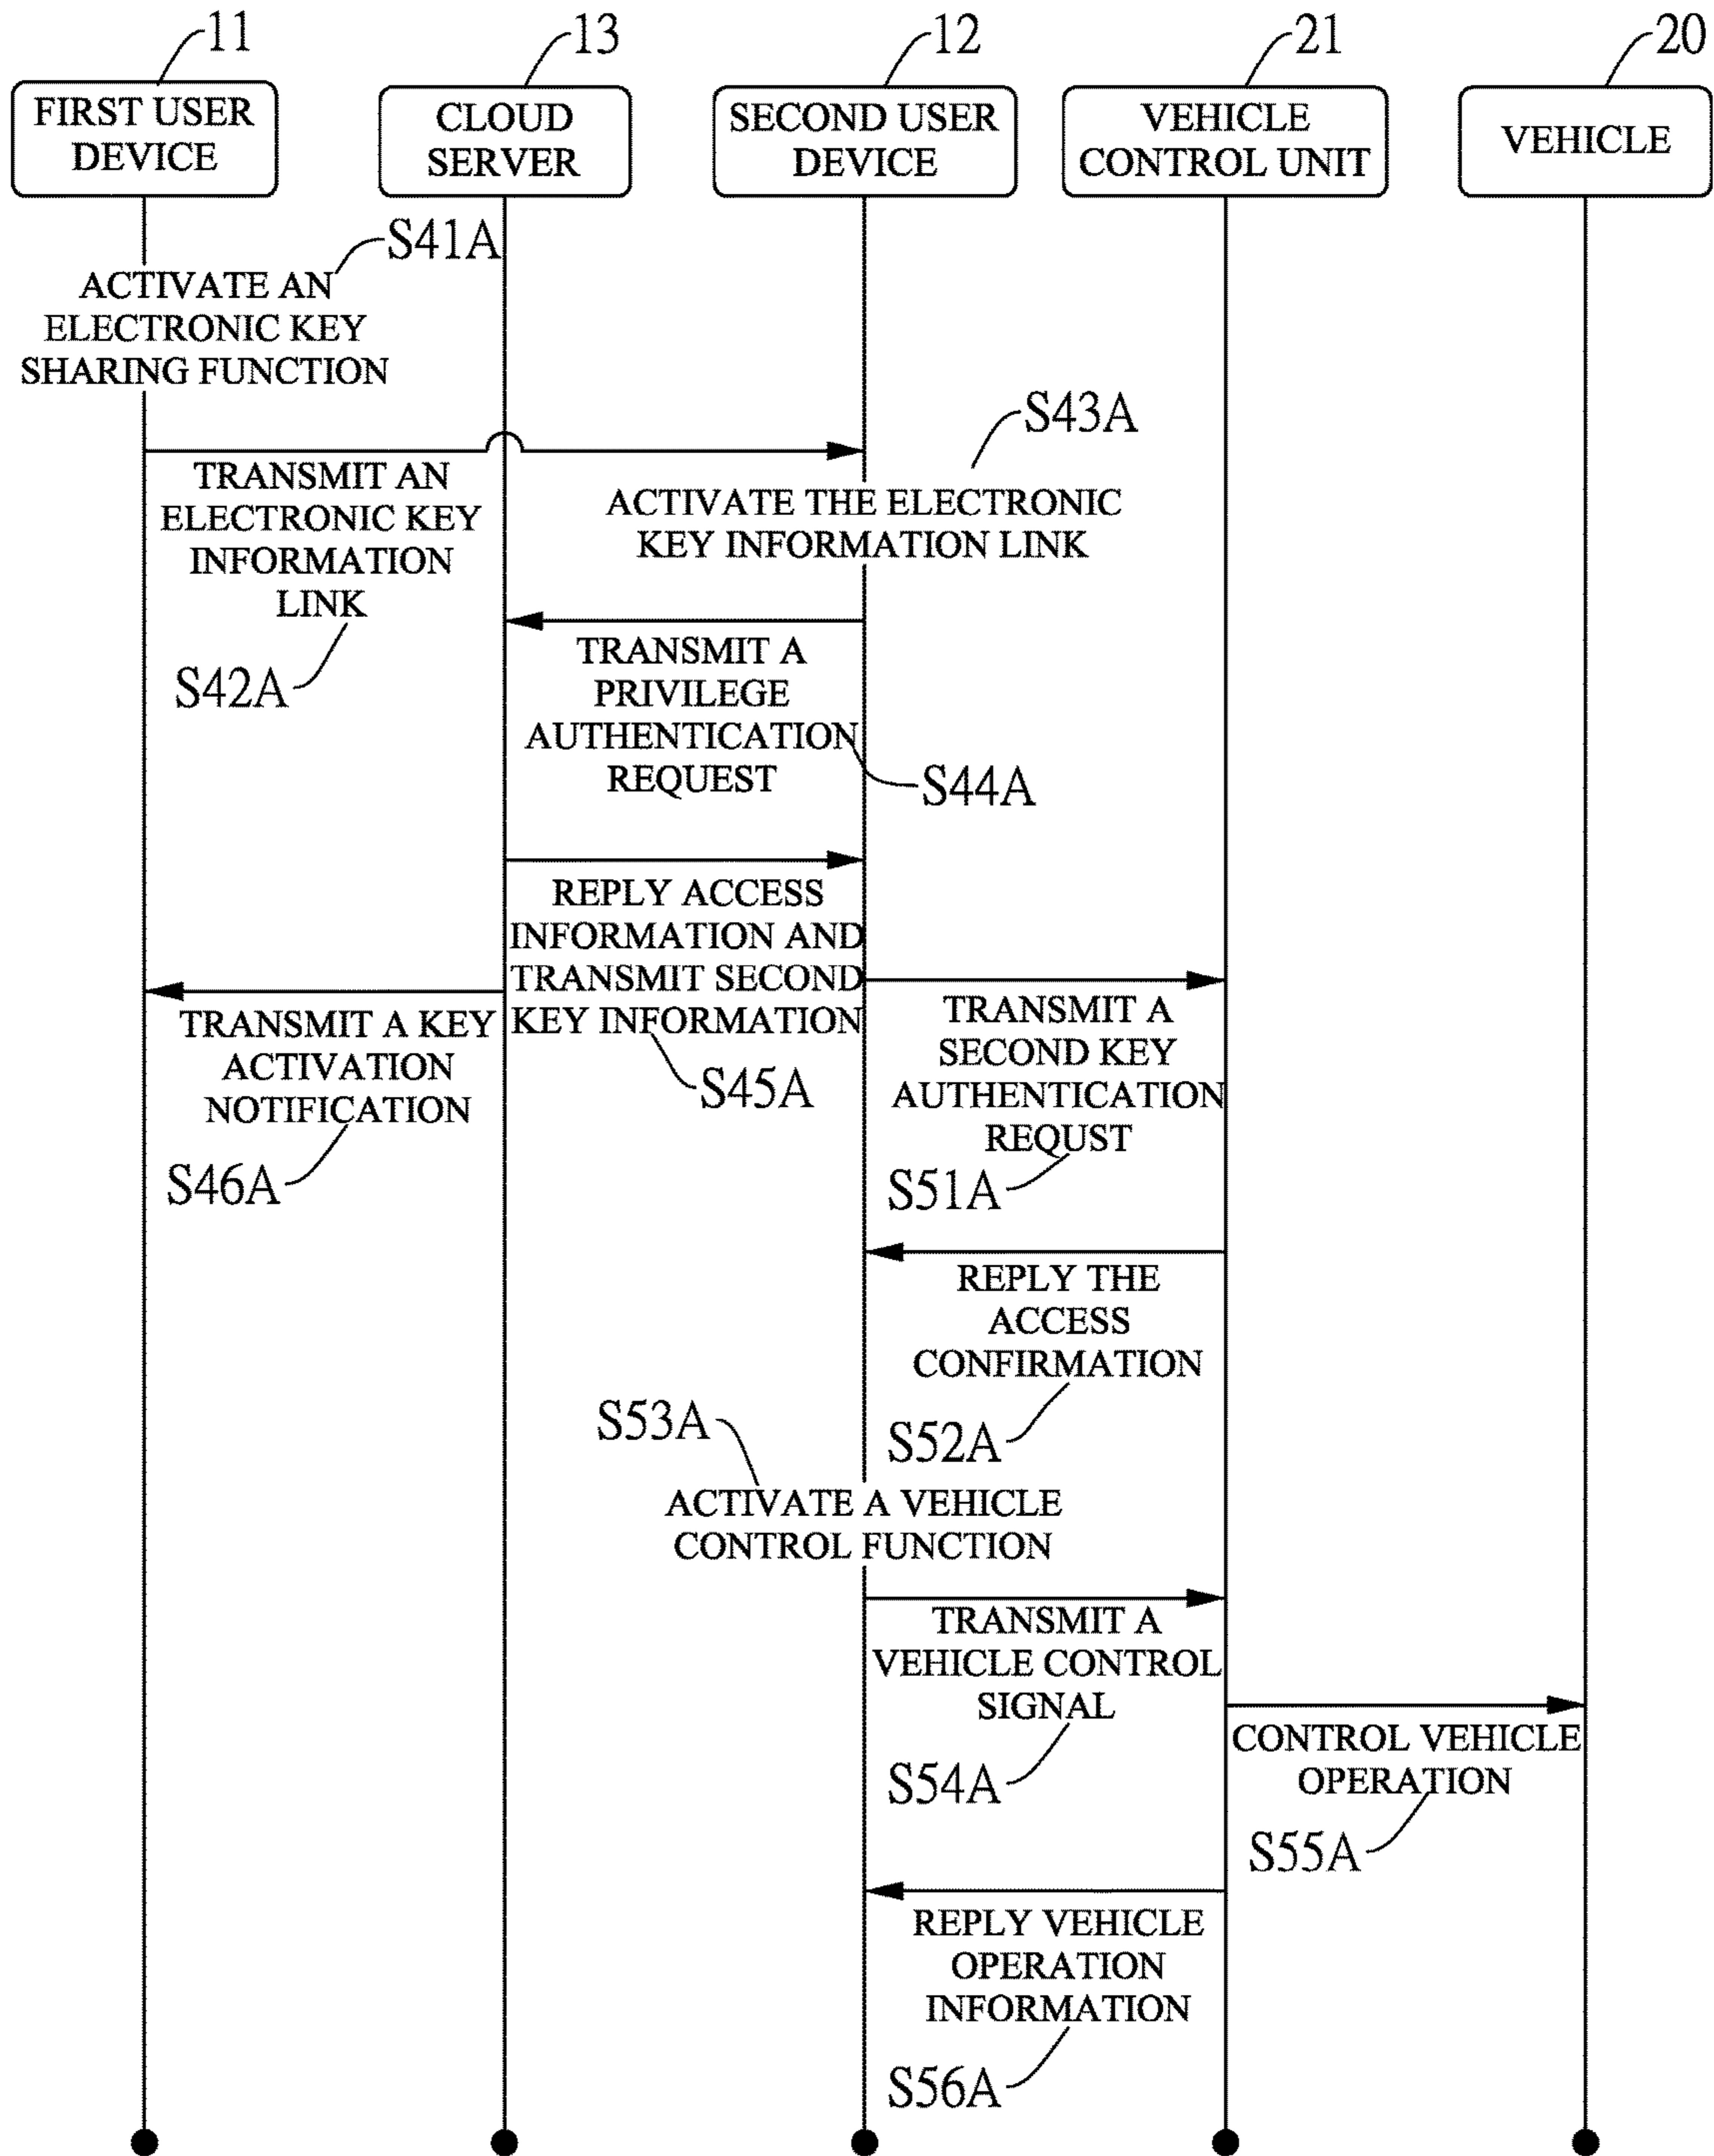 11
13
12
21
20
FIRST USER
DEVICE
CLOUD
SERVER
SECOND USER
DEVICE
VEHICLE
CONTROL UNIT
VEHICLE
S41A
ACTIVATE AN
ELECTRONIC KEY
SHARING FUNCTION
S43A
TRANSMIT AN
ELECTRONIC KEY
INFORMATION
LINK
S42A
ACTIVATE THE ELECTRONIC
KEY INFORMATION LINK
TRANSMIT A
PRIVILEGE
AUTHENTICATION
REQUEST
S44A
REPLY ACCESS
INFORMATION AND
TRANSMIT SECOND
KEY INFORMATION
S45A
TRANSMIT A KEY
ACTIVATION
NOTIFICATION
S46A
TRANSMIT A
SECOND KEY
AUTHENTICATION
REQUST
S51A
REPLY THE
ACCESS
CONFIRMATION
S52A
S53A
ACTIVATE A VEHICLE
CONTROL FUNCTION
TRANSMIT A
VEHICLE CONTROL
SIGNAL
S54A
CONTROL VEHICLE
OPERATION
S55A
REPLY VEHICLE
OPERATION
INFORMATION
S56A